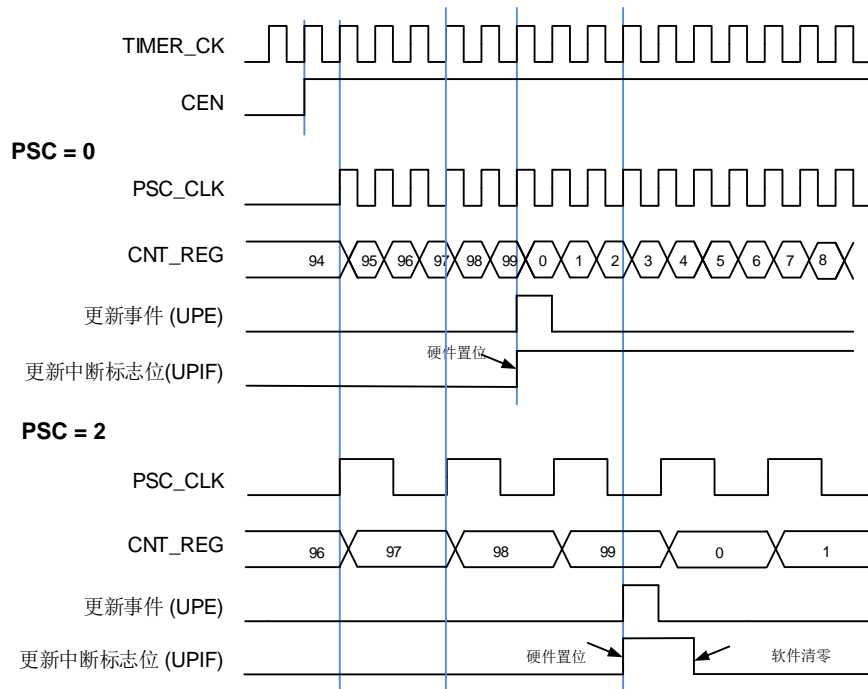 TIMER_CK
CEN
PSC = 0
PSC_CLK
CNT_REG 94 95 96 97 98 99 0 1 2 3 4 5 6 7 8
更新事件 (UPE)
硬件置位
更新中断标志位(UPIF)
PSC = 2
PSC_CLK
CNT_REG 96 97 98 99 0 1
更新事件 (UPE)
更新中断标志位 (UPIF) 硬件置位 软件清零